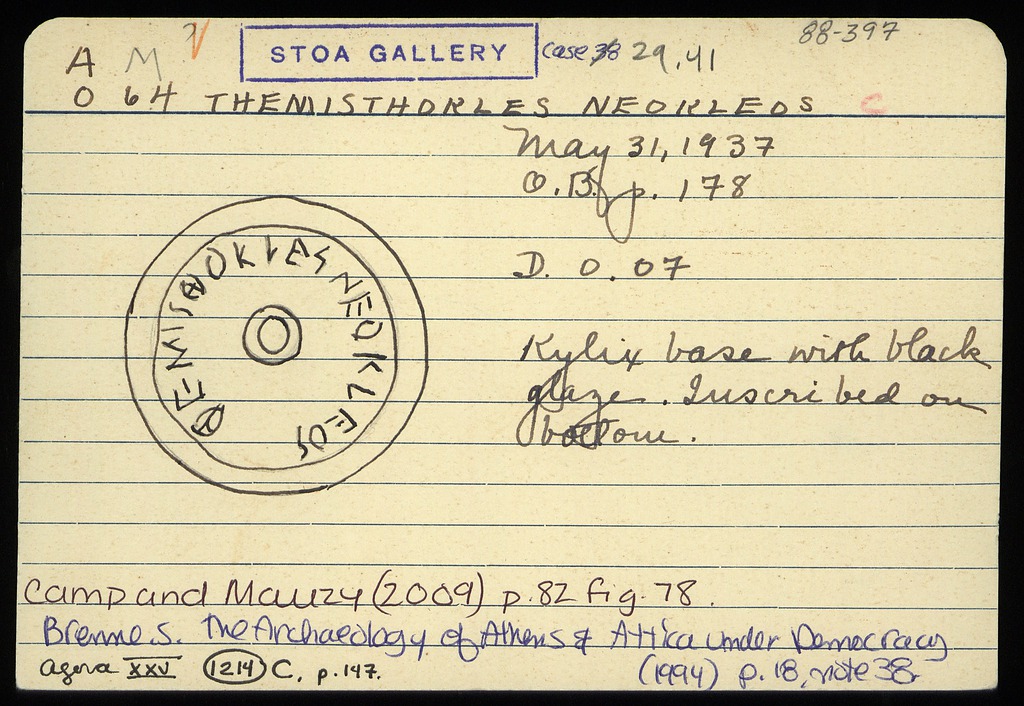 A M STOA GALLERY Case 38 29,41 88-397
O 64 THEMISTHOKLES NEOKLEOS C
May 31, 1937
O.B. p. 178
D. 0.07
ΘEMISΘOKLES NEOKLEOS
Kylix base with black
glaze. Inscribed on
bottom.
Camp and Mauzy (2009) p.82 fig. 78.
Brenne S. The Archaeology of Athens & Attica under Democracy
(1994) p.18, note 38.
Agora XXV 1214 C, p.147.